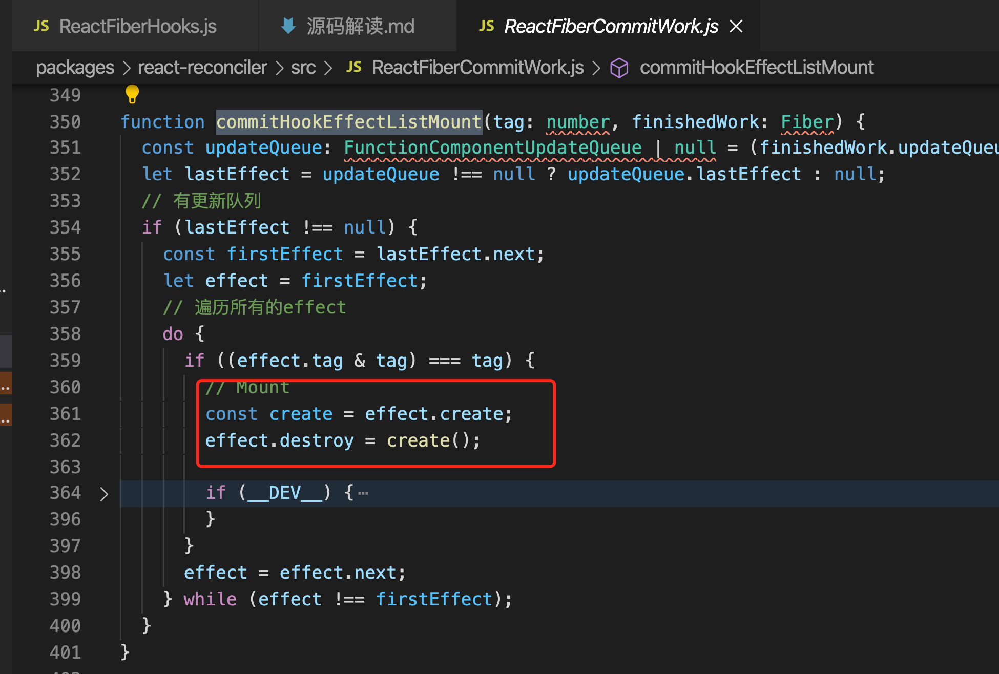 JS ReactFiberHooks.js 源码解读.md JS ReactFiberCommitWork.js
packages > react-reconciler > src > JS ReactFiberCommitWork.js > commitHookEffectListMount
349
350 function commitHookEffectListMount(tag: number, finishedWork: Fiber) {
351 const updateQueue: FunctionComponentUpdateQueue | null = (finishedWork.updateQueu
352 let lastEffect = updateQueue !== null ? updateQueue.lastEffect : null;
353 // 有更新队列
354 if (lastEffect !== null) {
355 const firstEffect = lastEffect.next;
356 let effect = firstEffect;
357 // 遍历所有的effect
358 do {
359 if ((effect.tag & tag) === tag) {
360 // Mount
361 const create = effect.create;
362 effect.destroy = create();
363
364 if (__DEV__) {⋯
396 }
397 }
398 effect = effect.next;
399 } while (effect !== firstEffect);
400 }
401 }